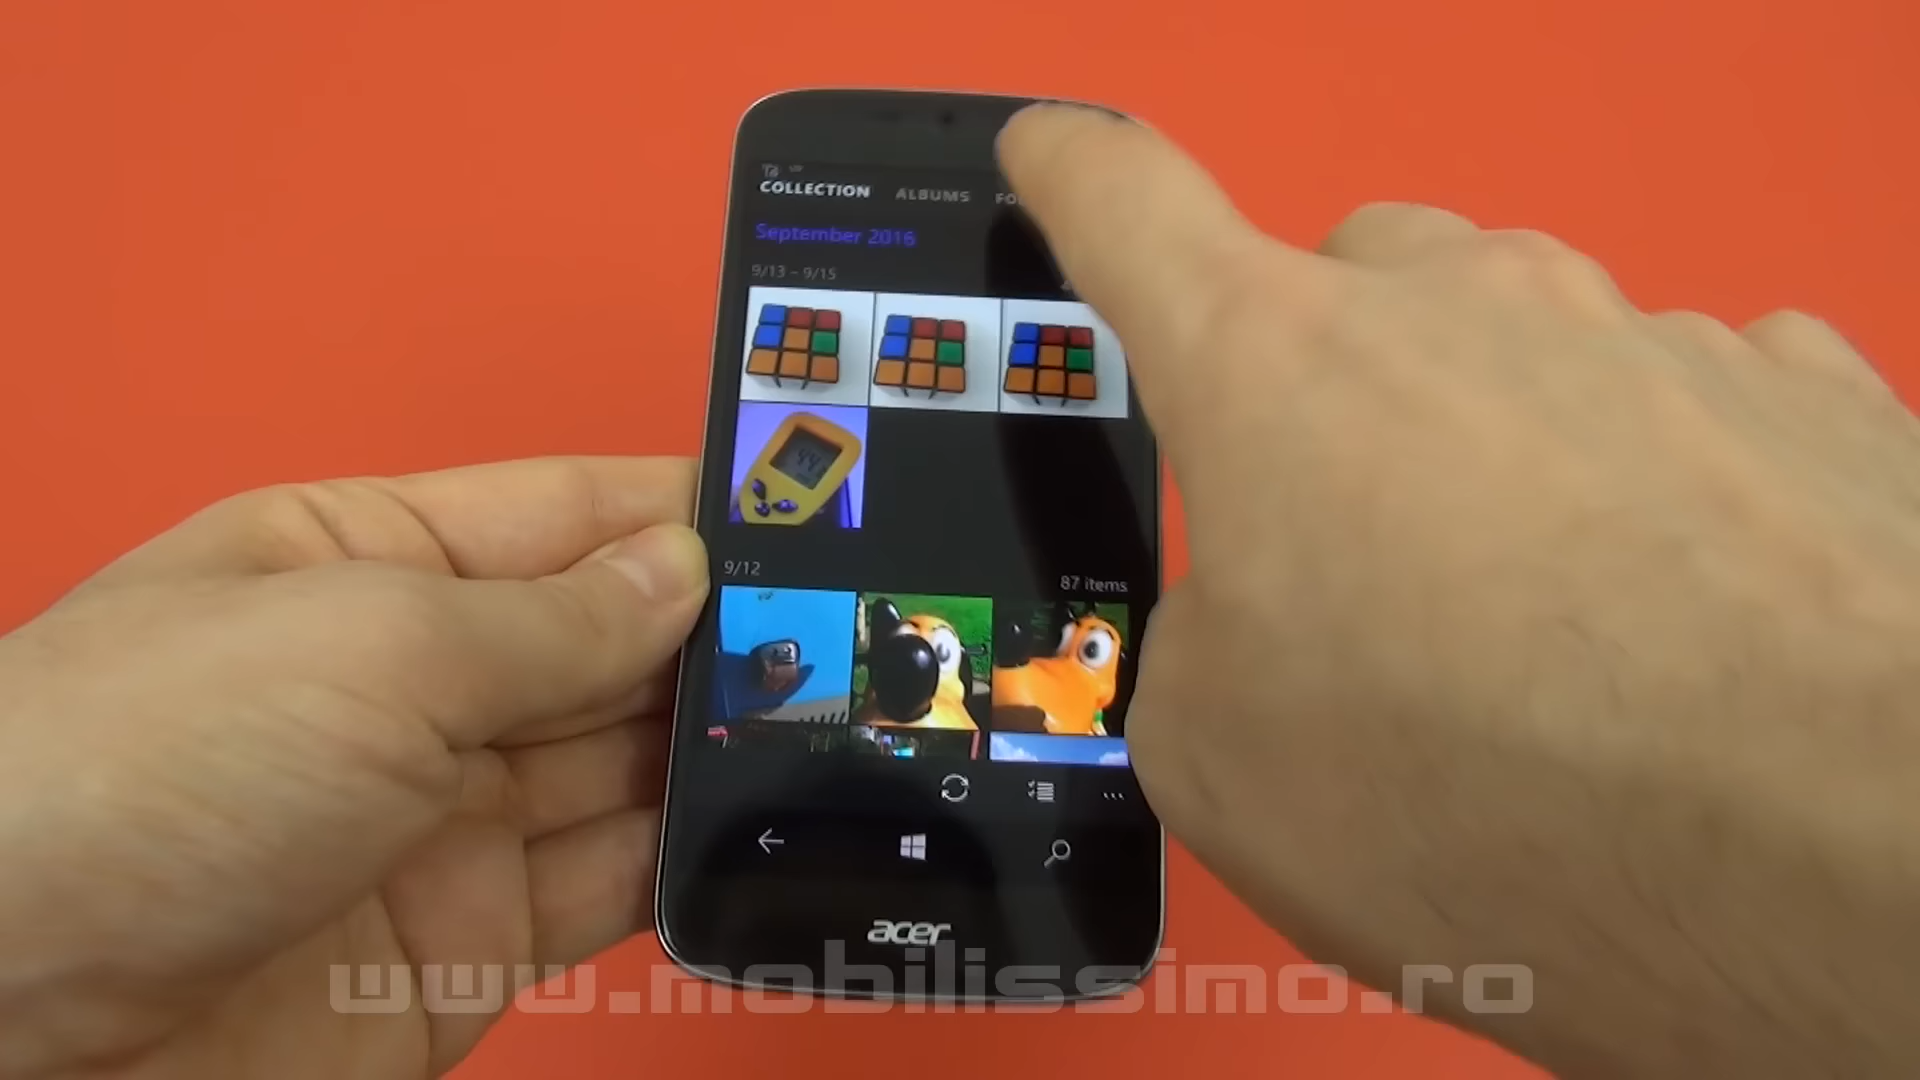 COLLECTION ALBUMS
September 2016
9/13 – 9/15
9/12
87 items
acer
www.mobilissimo.ro